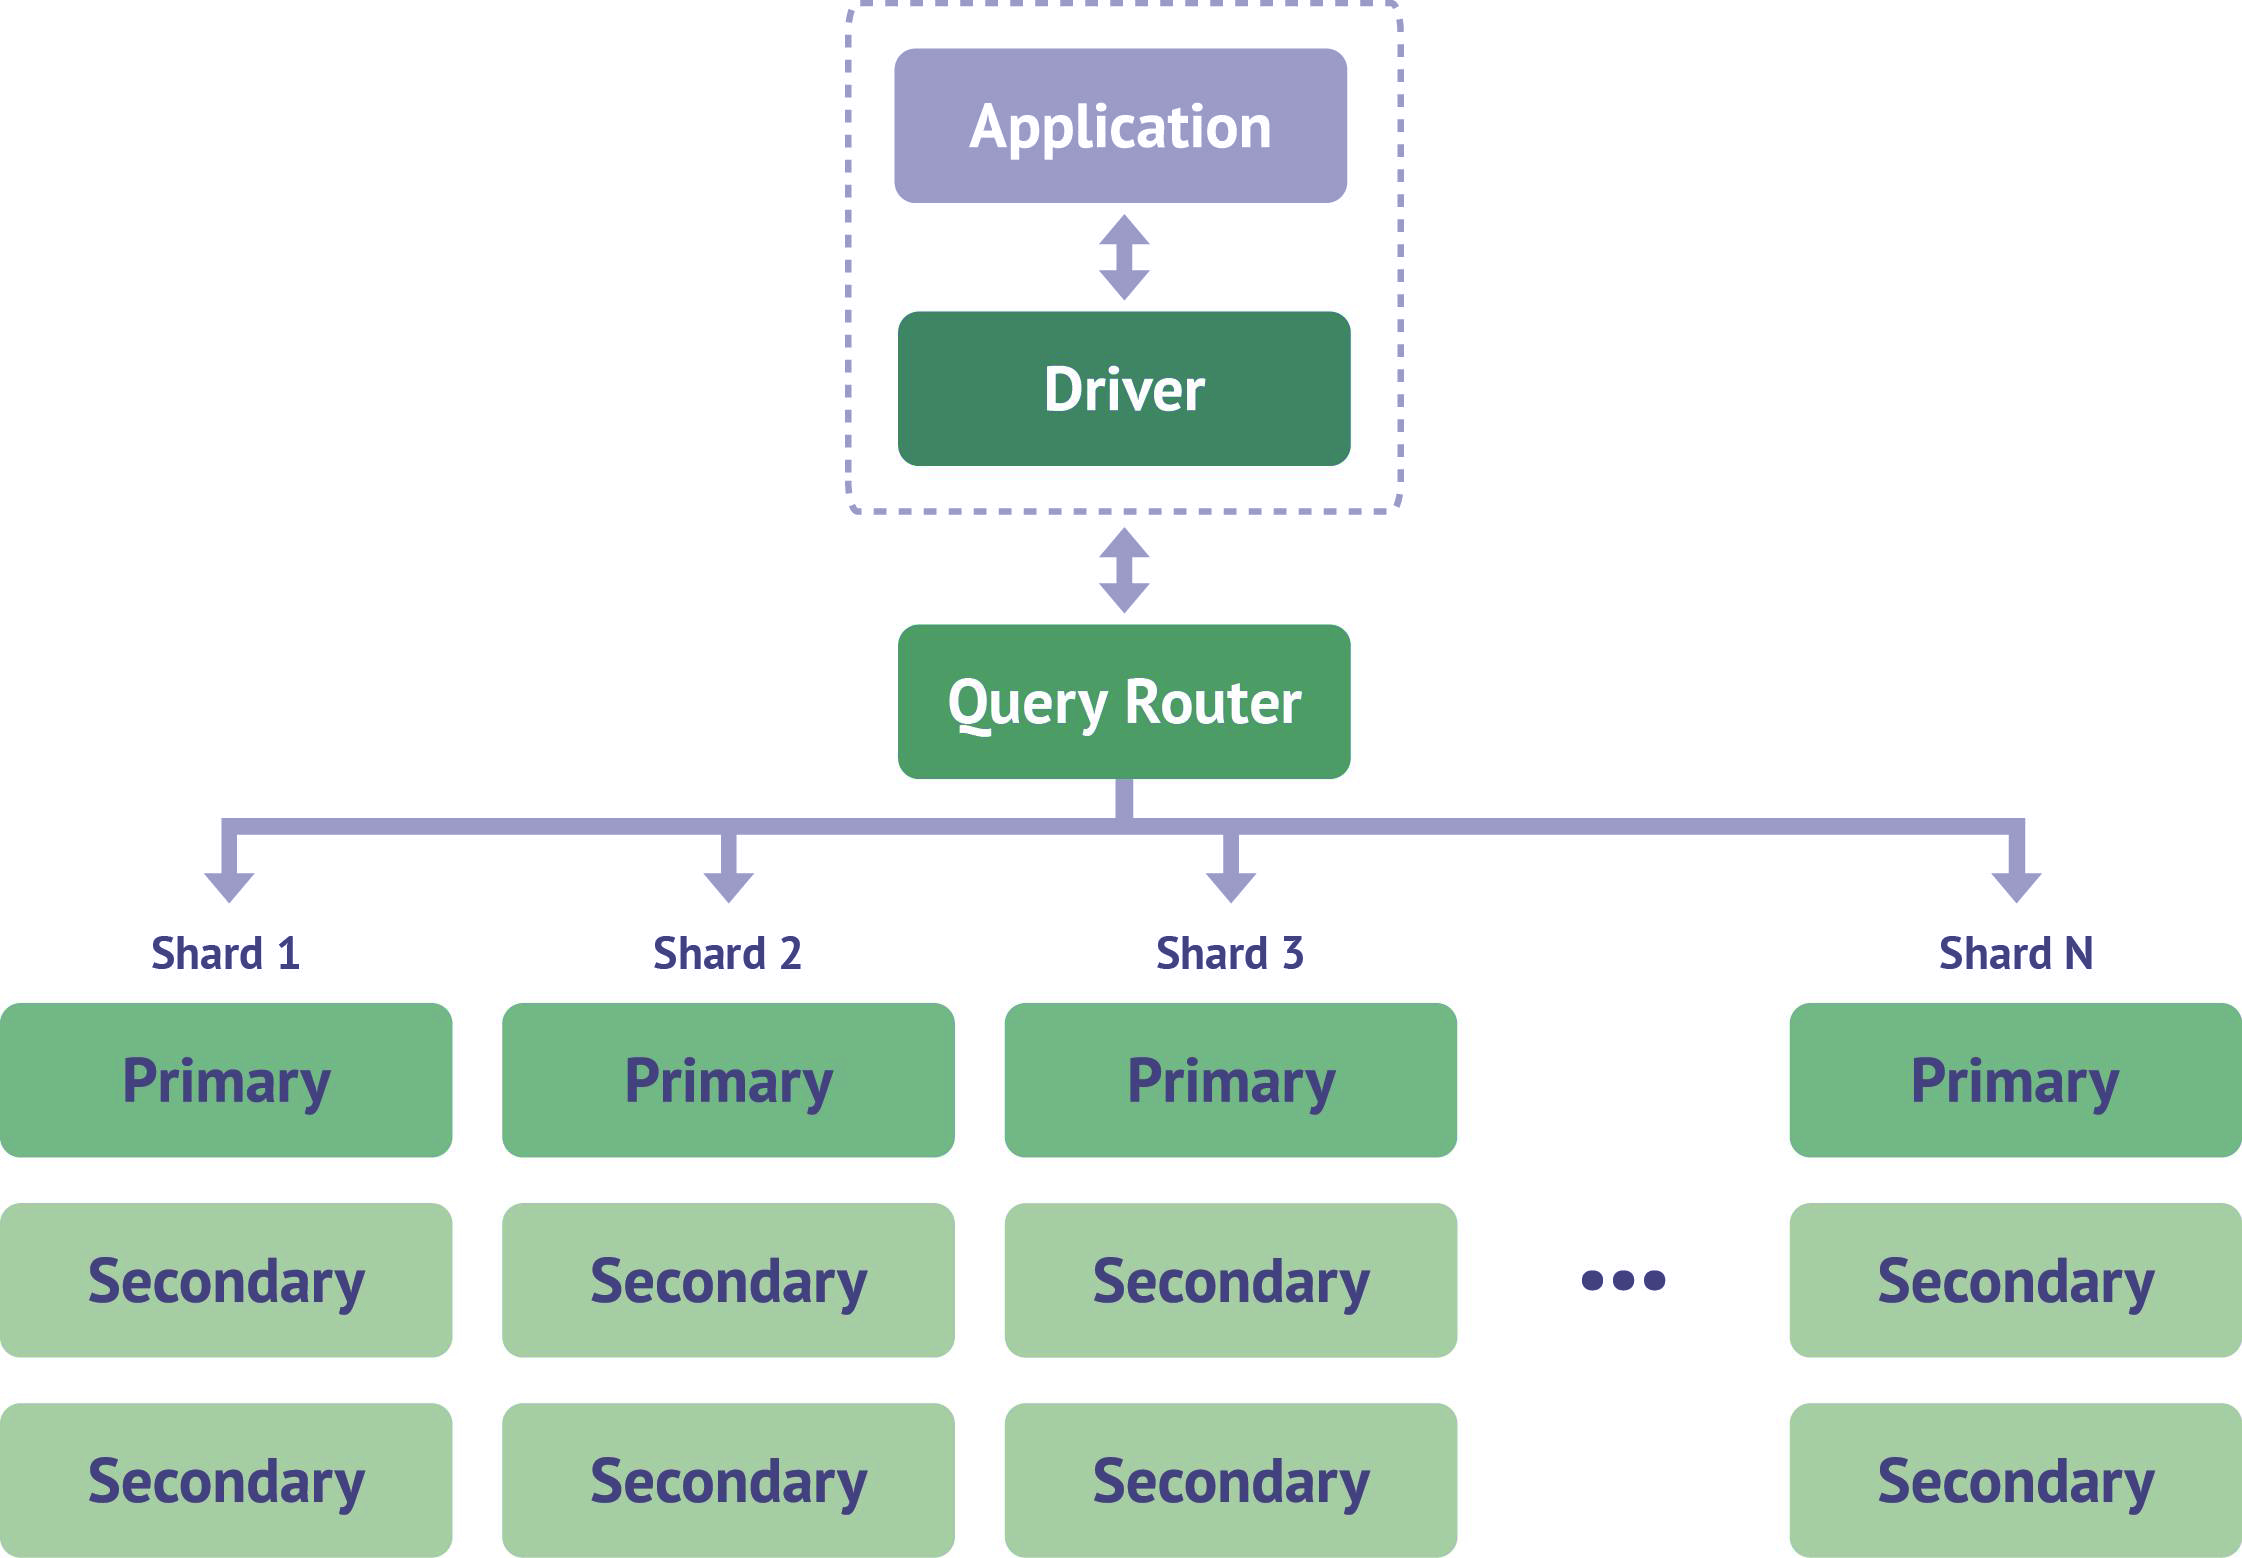 Application
Driver
Query Router
Shard 1
Shard 2
Shard 3
Shard N
Primary
Primary
Primary
Primary
Secondary
Secondary
Secondary
•••
Secondary
Secondary
Secondary
Secondary
Secondary